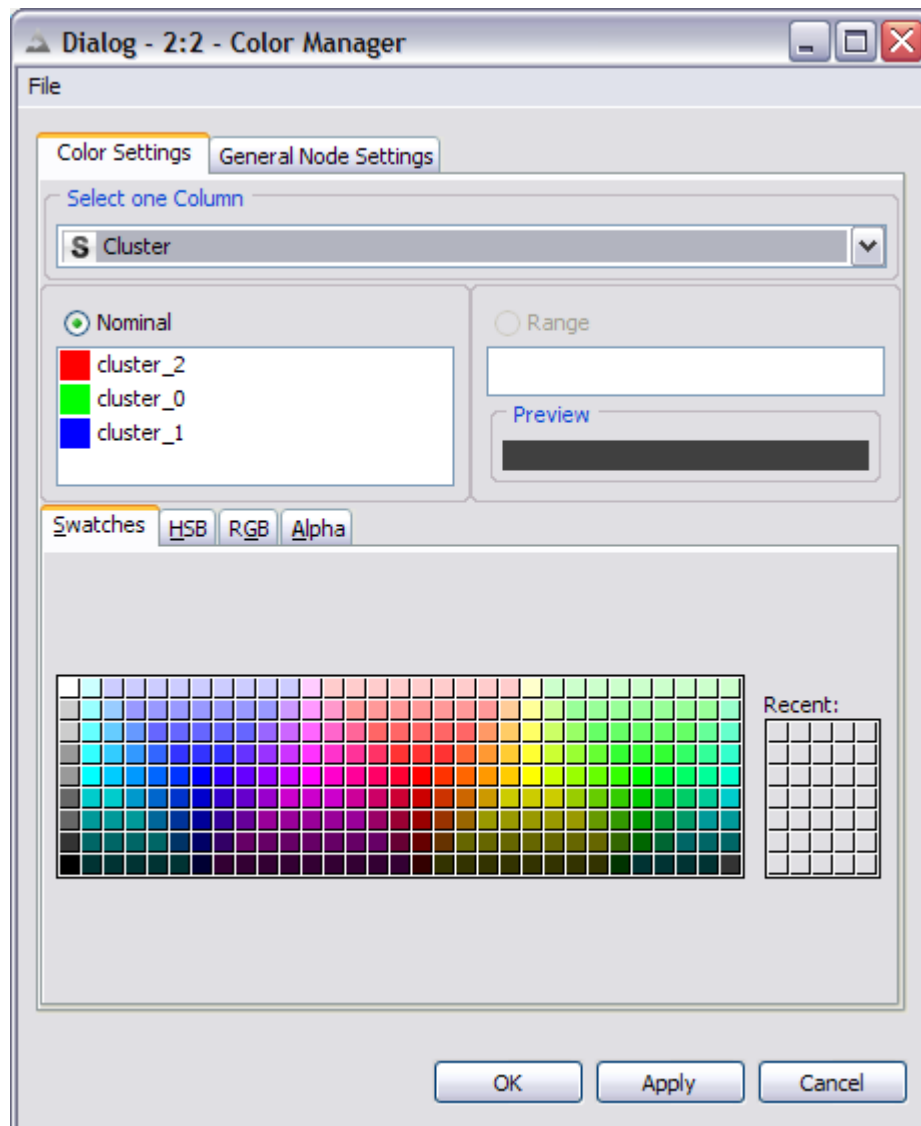 Dialog - 2:2 - Color Manager
File
Color Settings
General Node Settings
Select one Column
S Cluster
Nominal
Range
cluster_2
cluster_0
cluster_1
Preview
Swatches
HSB
RGB
Alpha
Recent:
OK
Apply
Cancel